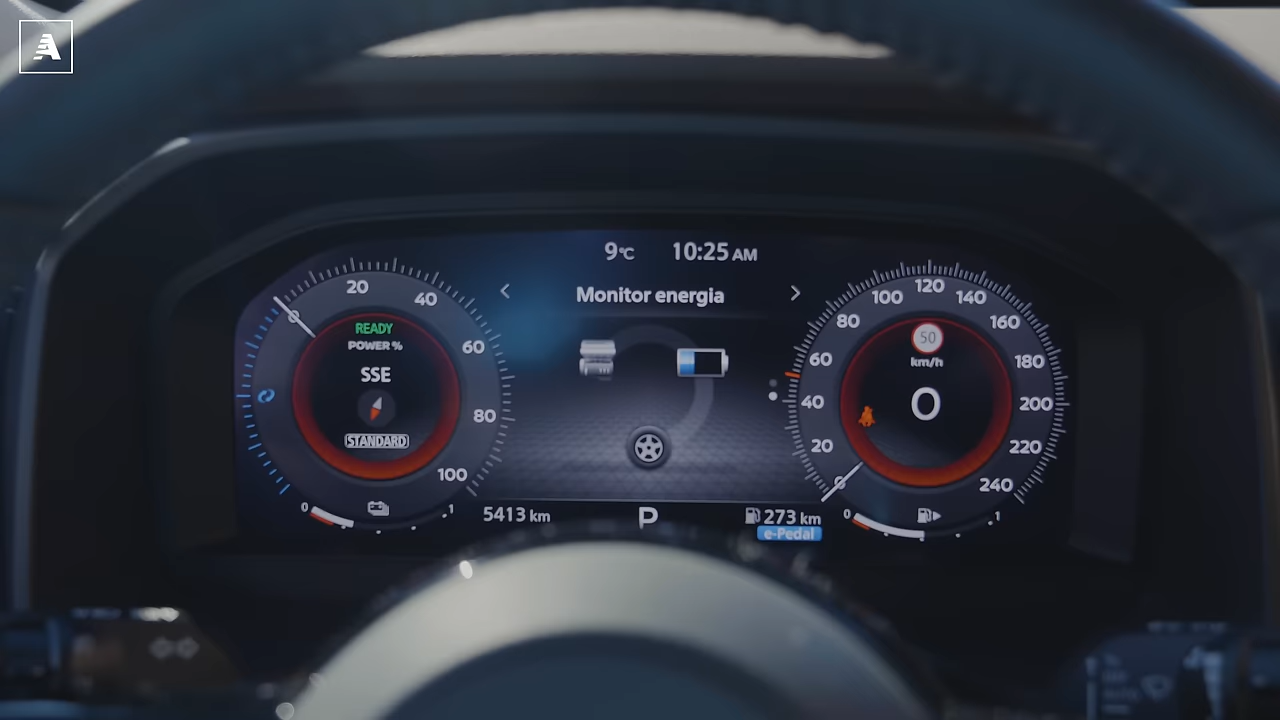 A
9°C 10:25 AM
Monitor energia
0 20 40 60 80 100
READY
POWER %
SSE
STANDARD
0 1
0 20 40 60 80 100 120 140 160 180 200 220 240
50
km/h
0
0 1
5413 km P 273 km
e-Pedal